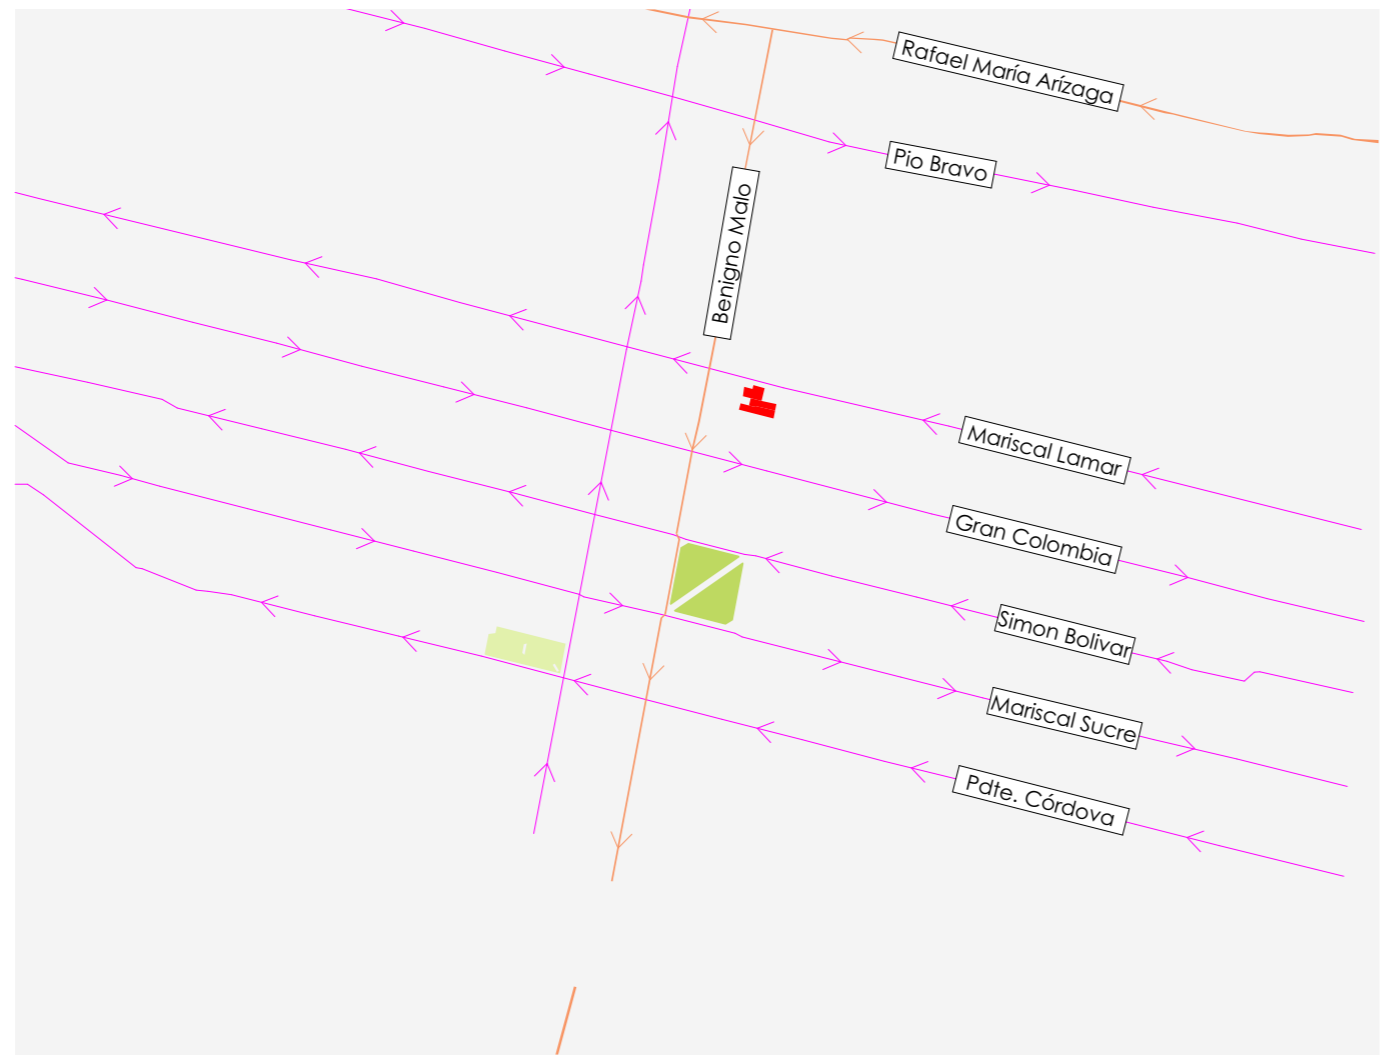 Rafael María Arízaga
Pio Bravo
Benigno Malo
Mariscal Lamar
Gran Colombia
Simon Bolivar
Mariscal Sucre
Pdte. Córdova